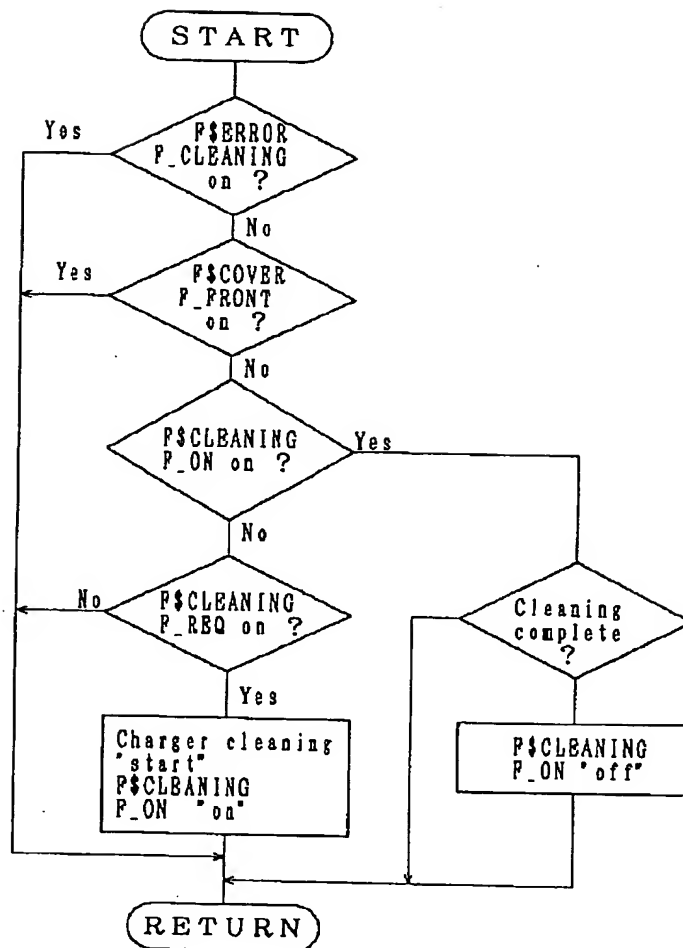 START
Yes
F$ERROR
F_CLEANING
on ?
No
Yes
F$COVER
F_FRONT
on ?
No
F$CLEANING
F_ON on ?
Yes
No
No
F$CLEANING
F_REQ on ?
Cleaning
complete
?
Yes
Charger cleaning
"start"
F$CLEANING
F_ON "on"
F$CLEANING
F_ON "off"
RETURN